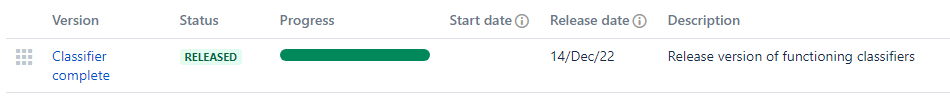 Version Status Progress Start date Release date Description
Classifier complete RELEASED 14/Dec/22 Release version of functioning classifiers